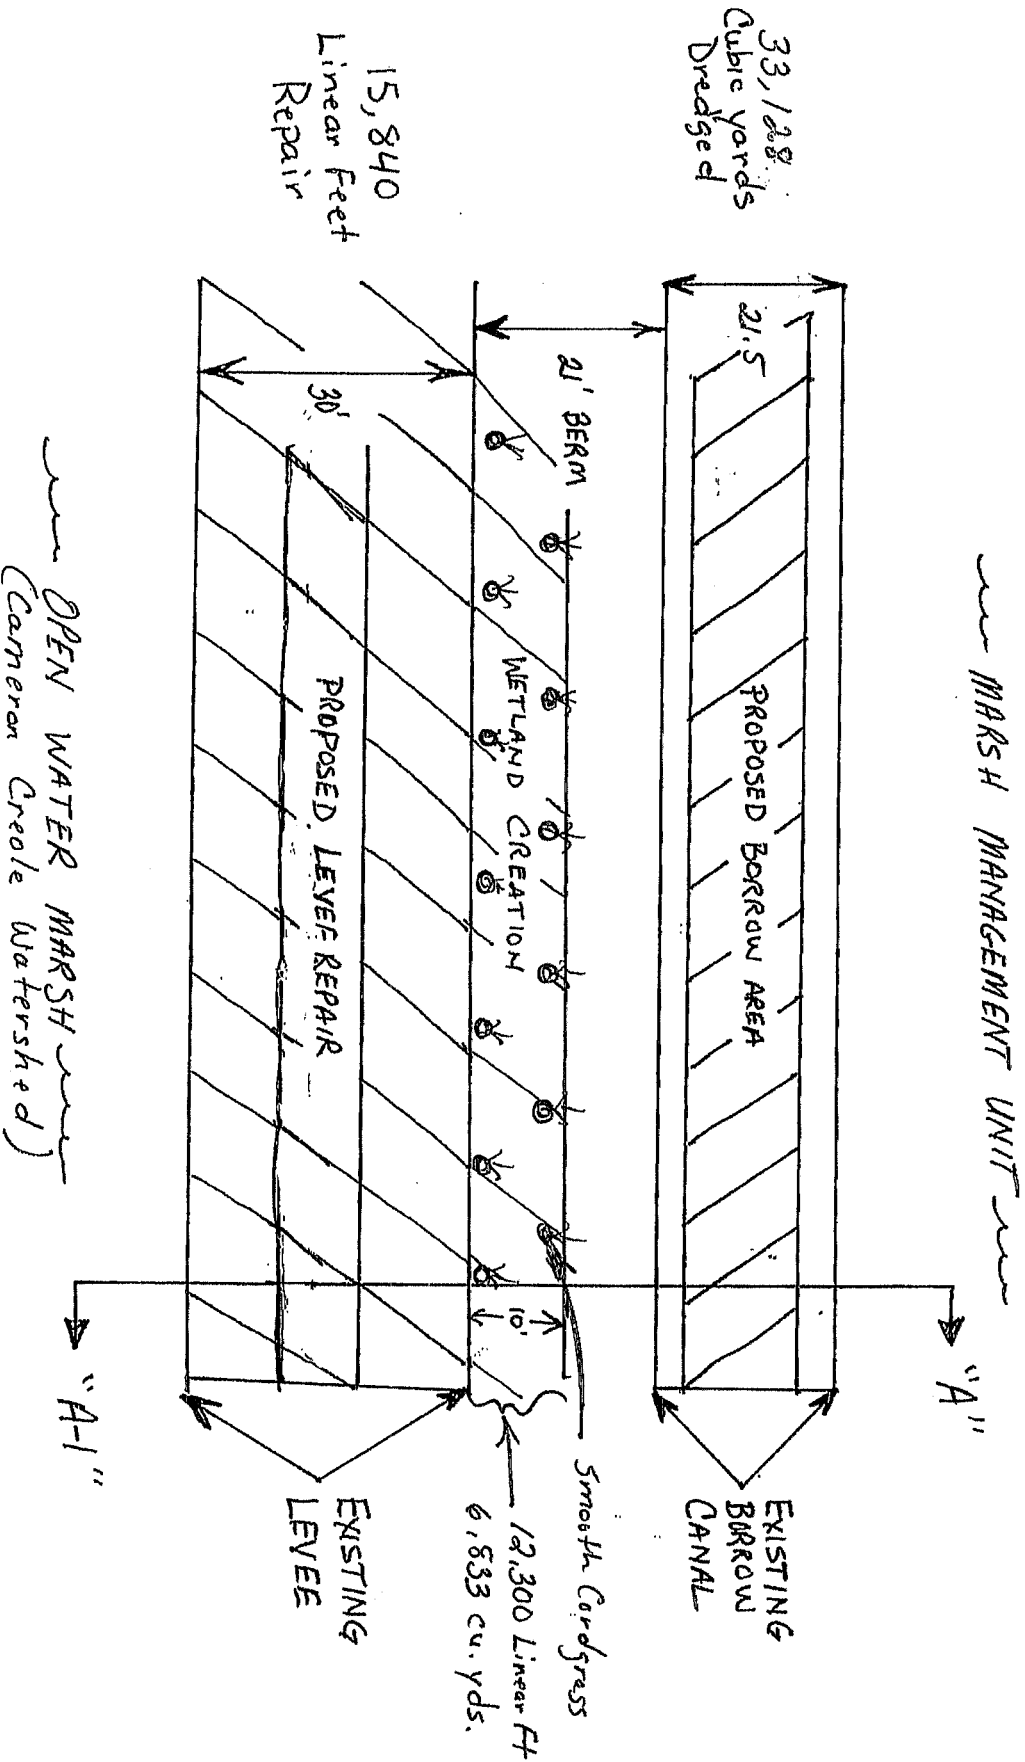 33,128
Cubic yards
Dredged
15,840
Linear Feet
Repair
MARSH MANAGEMENT UNIT
21.5
PROPOSED BORROW AREA
21' BERM
WETLAND CREATION
30'
PROPOSED LEVEE REPAIR
OPEN WATER MARSH
(Cameron Creole Watershed)
10'
"A"
"A-1"
EXISTING
BORROW
CANAL
Smooth Cordgrass
12,300 Linear Ft
6,833 cu. yds.
EXISTING
LEVEE